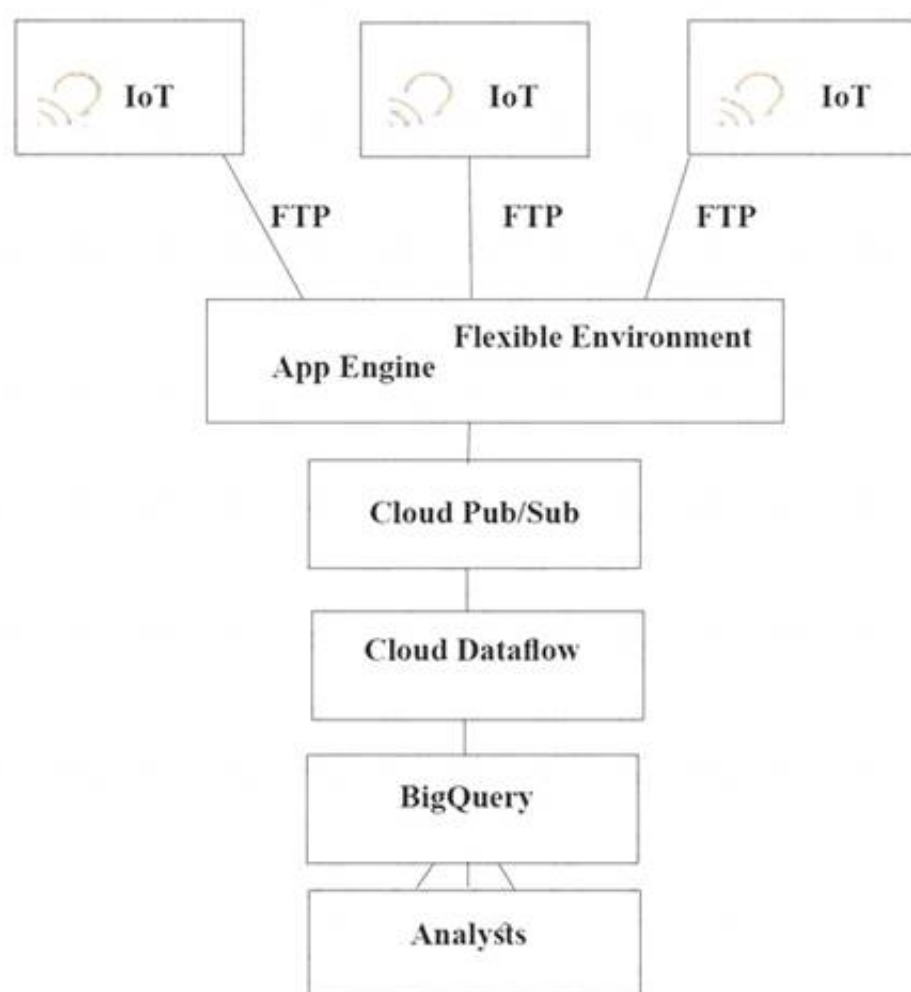 IoT
IoT
IoT
FTP
FTP
FTP
Flexible Environment
App Engine
Cloud Pub/Sub
Cloud Dataflow
BigQuery
Analysts